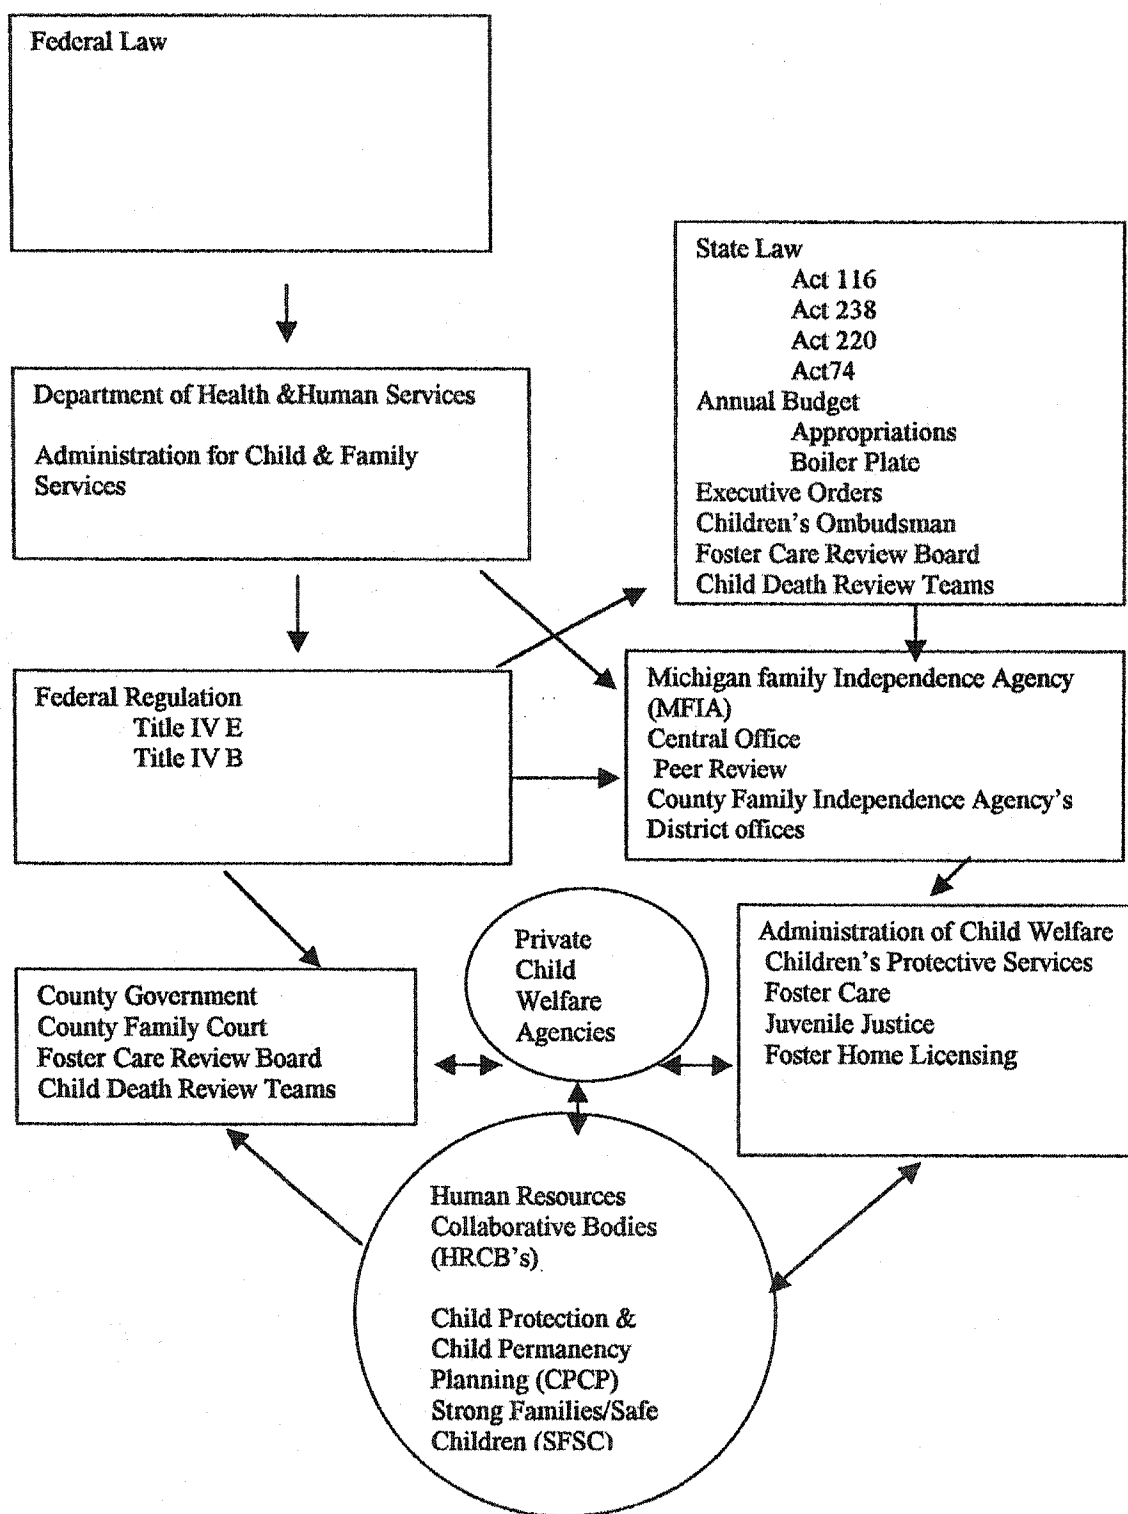 Federal Law
State Law
Act 116
Act 238
Act 220
Act74
Annual Budget
Appropriations
Boiler Plate
Executive Orders
Children's Ombudsman
Foster Care Review Board
Child Death Review Teams
Department of Health &Human Services
Administration for Child & Family
Services
Federal Regulation
Title IV E
Title IV B
Michigan family Independence Agency
(MFIA)
Central Office
Peer Review
County Family Independence Agency's
District offices
Private
Child
Welfare
Agencies
Administration of Child Welfare
Children's Protective Services
Foster Care
Juvenile Justice
Foster Home Licensing
County Government
County Family Court
Foster Care Review Board
Child Death Review Teams
Human Resources
Collaborative Bodies
(HRCB's)
Child Protection &
Child Permanency
Planning (CPCP)
Strong Families/Safe
Children (SFSC)